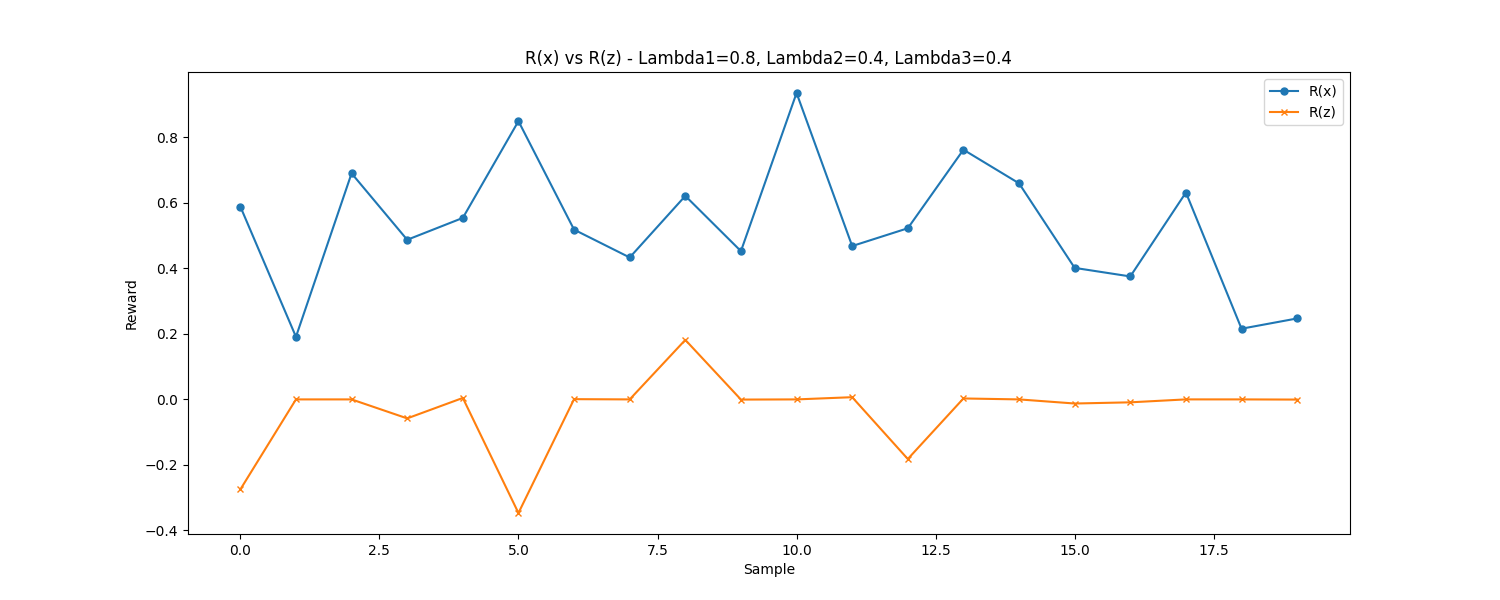 R(x) vs R(z) - Lambda1=0.8, Lambda2=0.4, Lambda3=0.4
R(x)
R(z)
Reward
0.8
0.6
0.4
0.2
0.0
−0.2
−0.4
0.0 2.5 5.0 7.5 10.0 12.5 15.0 17.5
Sample